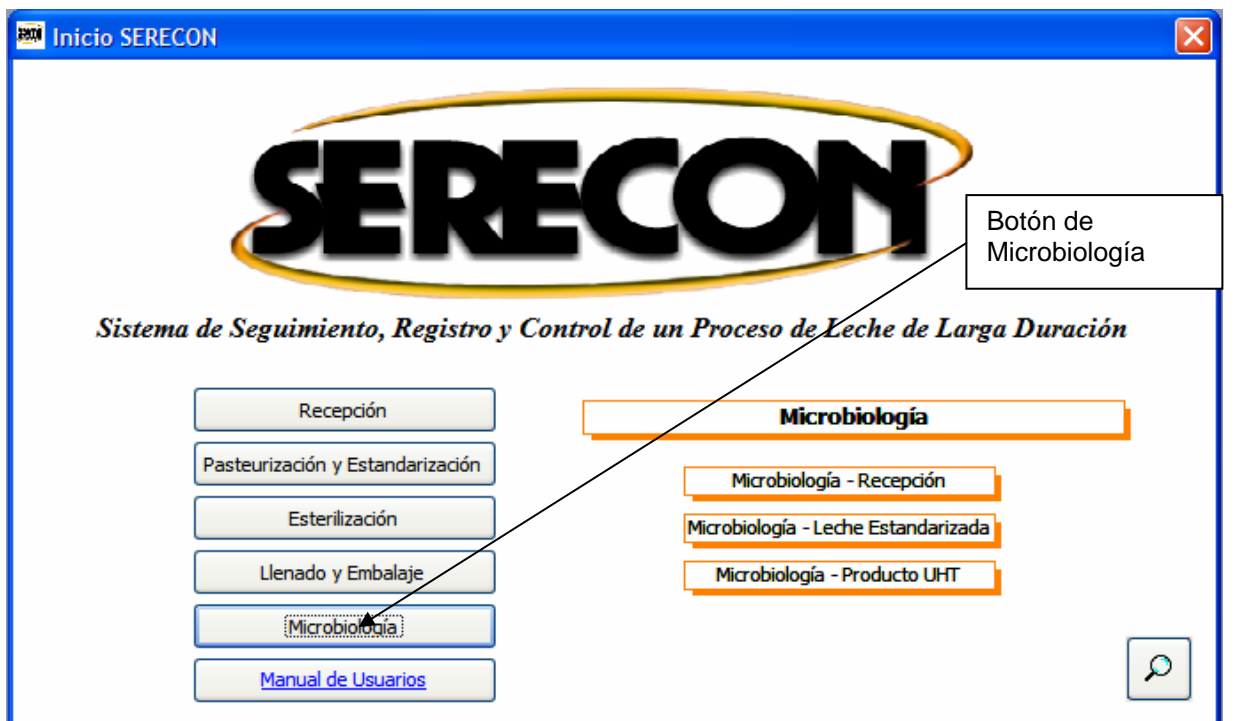 Inicio SERECON
SERECON
Botón de
Microbiología
Sistema de Seguimiento, Registro y Control de un Proceso de Leche de Larga Duración
Recepción
Pasteurización y Estandarización
Esterilización
Llenado y Embalaje
Microbiología
Manual de Usuarios
Microbiología
Microbiología - Recepción
Microbiología - Leche Estandarizada
Microbiología - Producto UHT